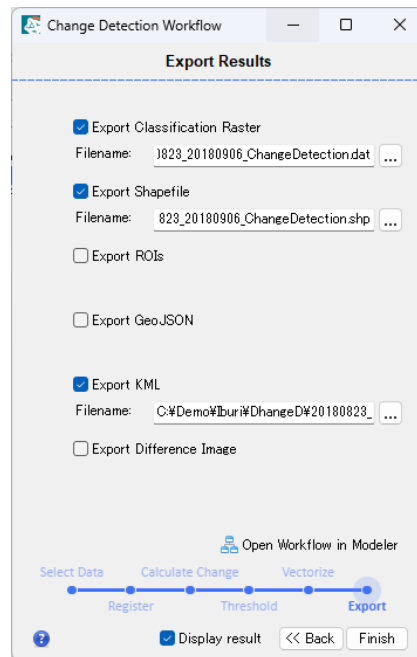 Change Detection Workflow
Export Results
Export Classification Raster
Filename: )823_20180906_ChangeDetection.dat ...
Export Shapefile
Filename: 823_20180906_ChangeDetection.shp ...
Export ROIs
Export GeoJSON
Export KML
Filename: C:¥Demo¥Iburi¥DhangeD¥20180823_ ...
Export Difference Image
Open Workflow in Modeler
Select Data Calculate Change Vectorize
Register Threshold Export
? Display result << Back Finish